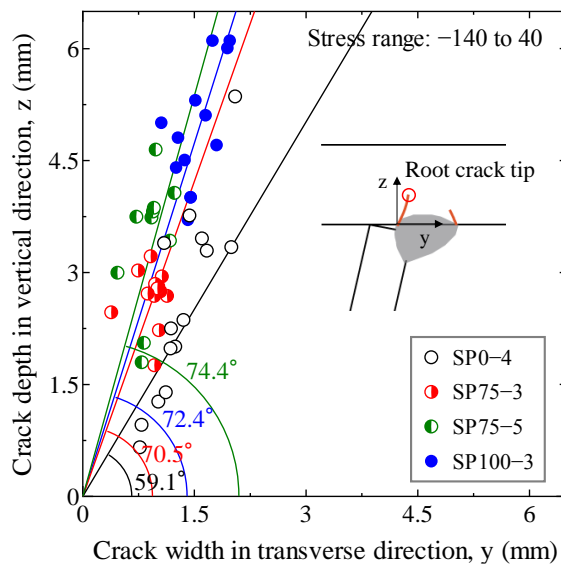 Stress range: −140 to 40
Crack depth in vertical direction, z (mm)
6
4.5
3
1.5
0
Root crack tip
z
y
SP0−4
SP75−3
SP75−5
SP100−3
74.4°
72.4°
70.5°
59.1°
0
1.5
3
4.5
6
Crack width in transverse direction, y (mm)